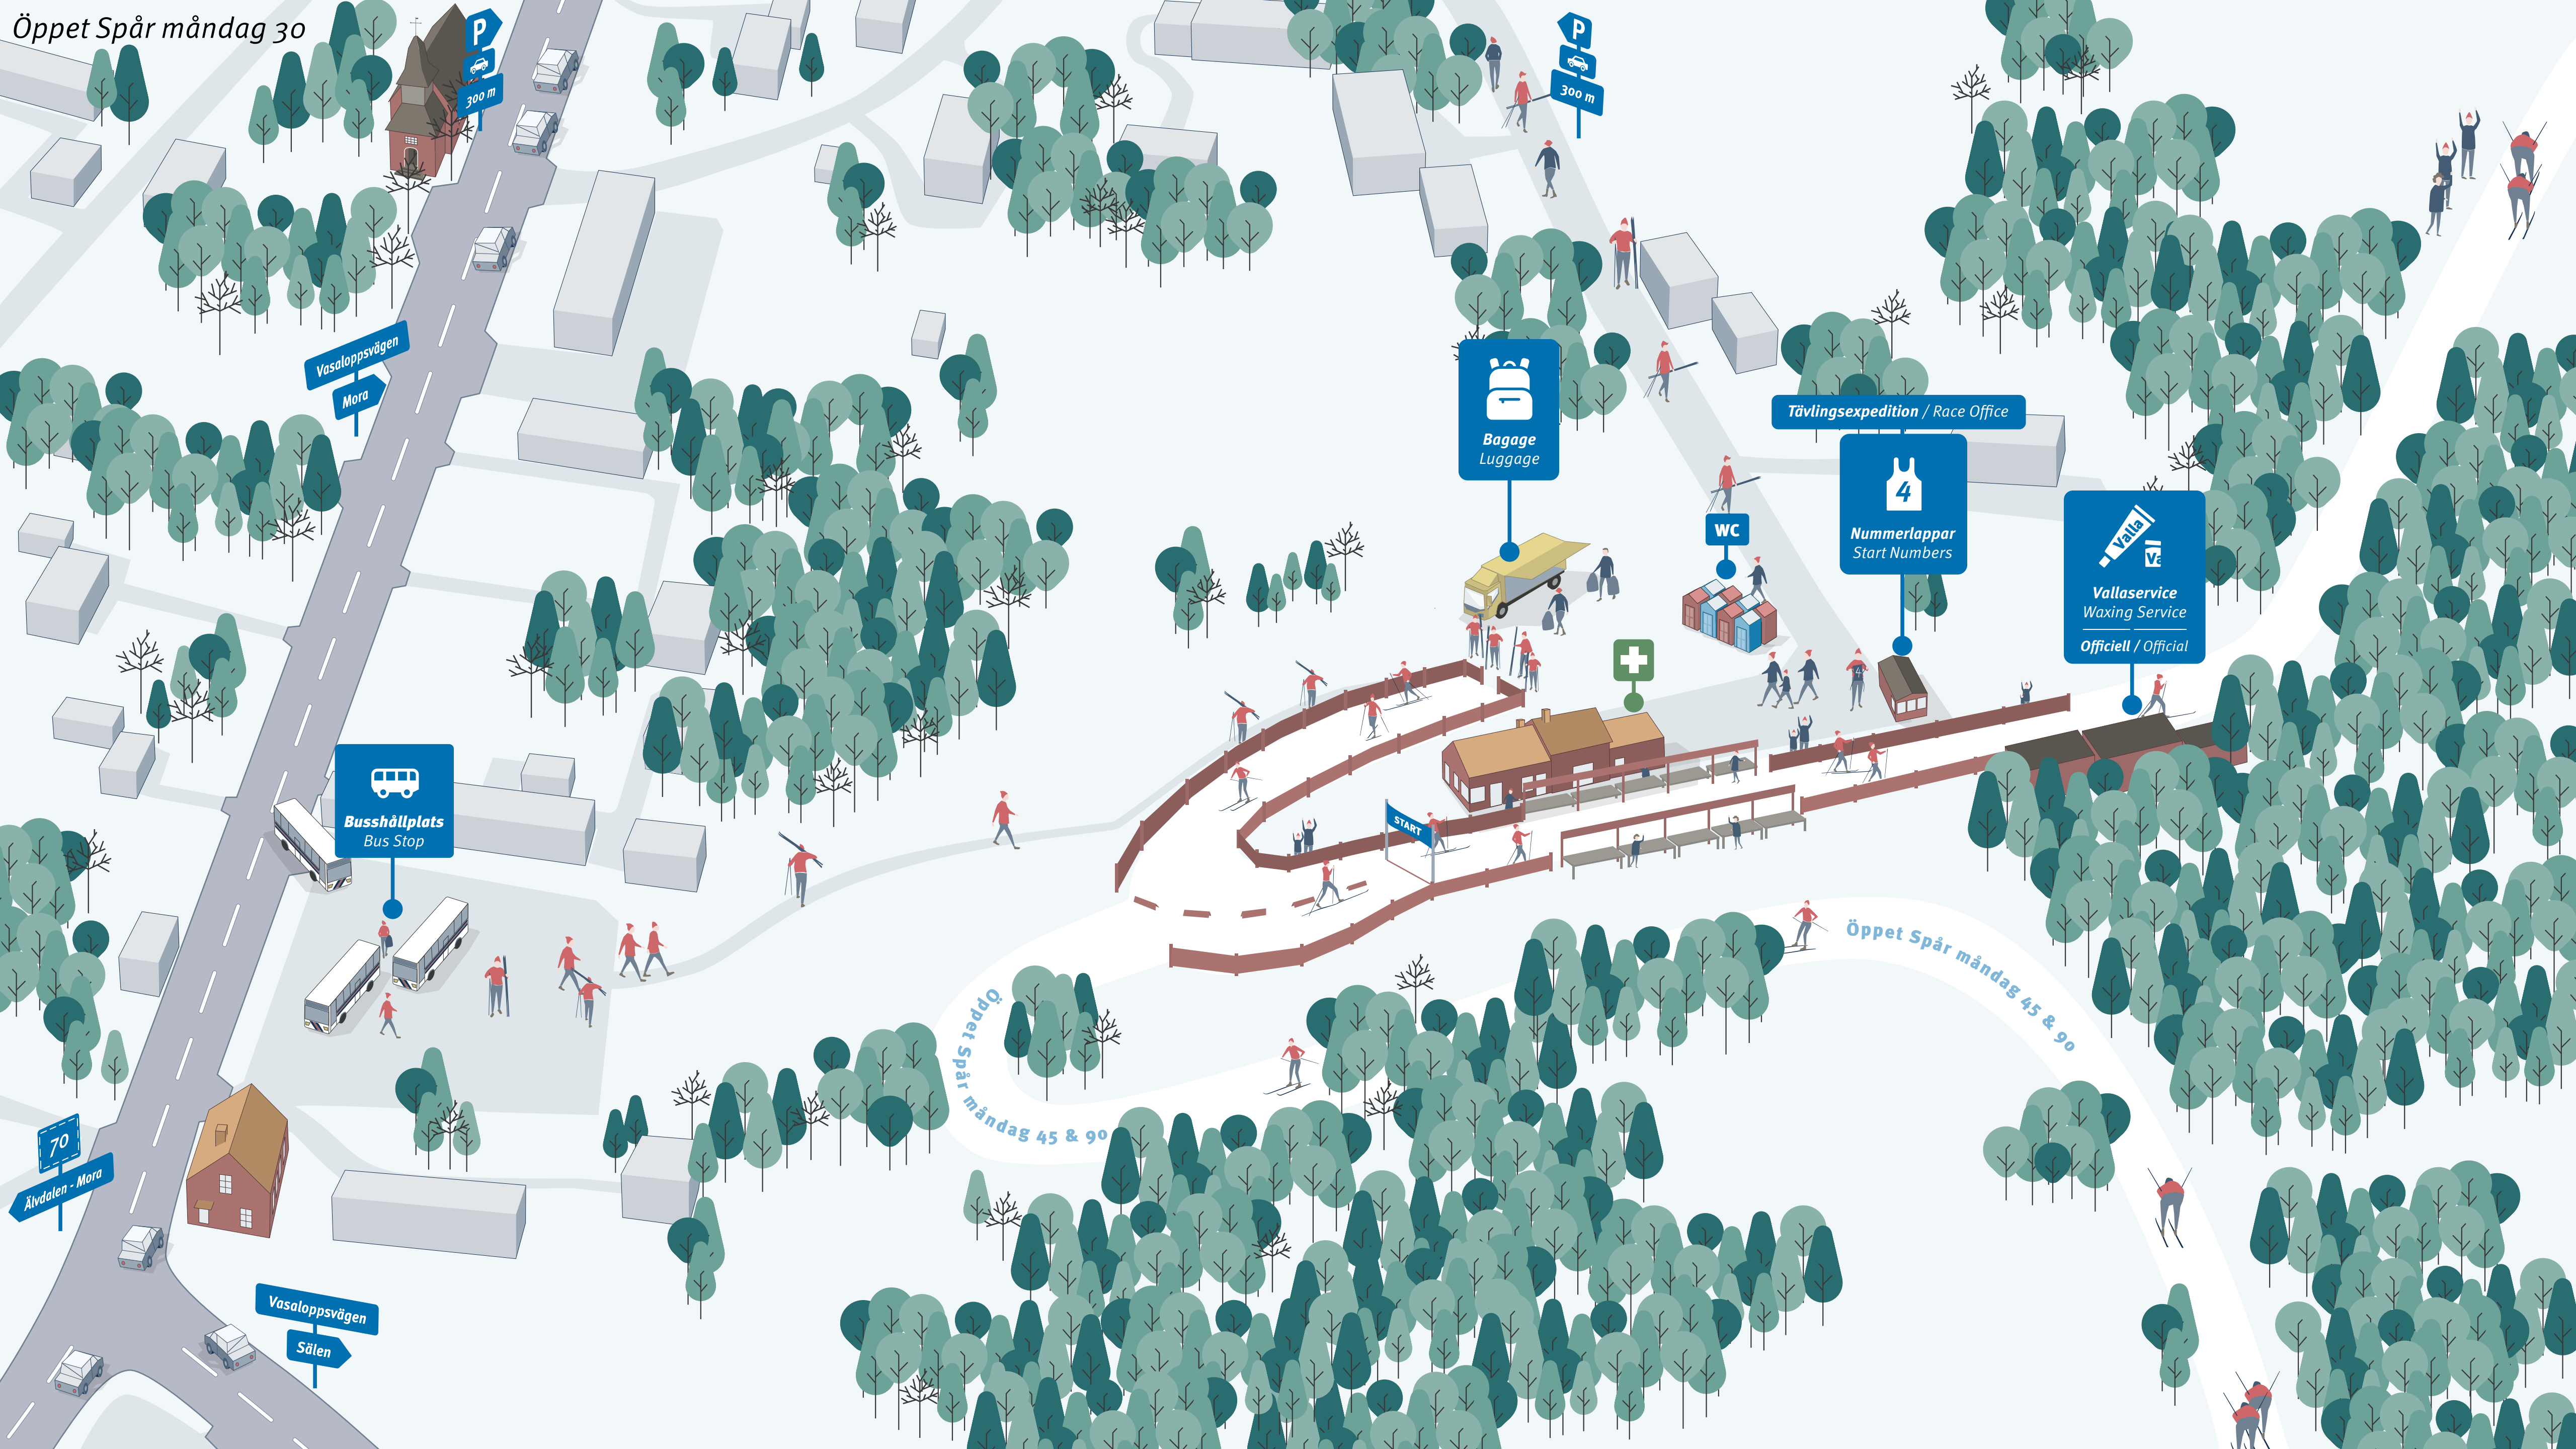 Öppet Spår måndag 30
P
300 m
P
300 m
Vasaloppsvägen
Mora
Bagage
Luggage
Tävlingsexpedition / Race Office
4
Nummerlappar
Start Numbers
WC
Valla
Va
Vallaservice
Waxing Service
Officiell / Official
4
Busshållplats
Bus Stop
START
Öppet Spår måndag 45 & 90
Öppet Spår måndag 45 & 90
70
Älvdalen - Mora
Vasaloppsvägen
Sälen